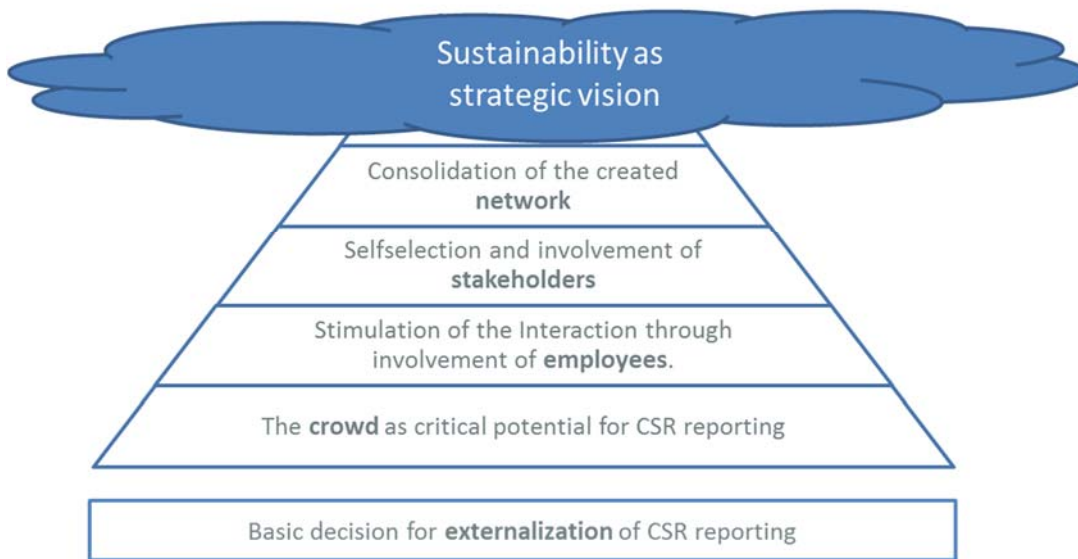 Sustainability as
strategic vision
Consolidation of the created
network
Selfselection and involvement of
stakeholders
Stimulation of the Interaction through
involvement of employees.
The crowd as critical potential for CSR reporting
Basic decision for externalization of CSR reporting